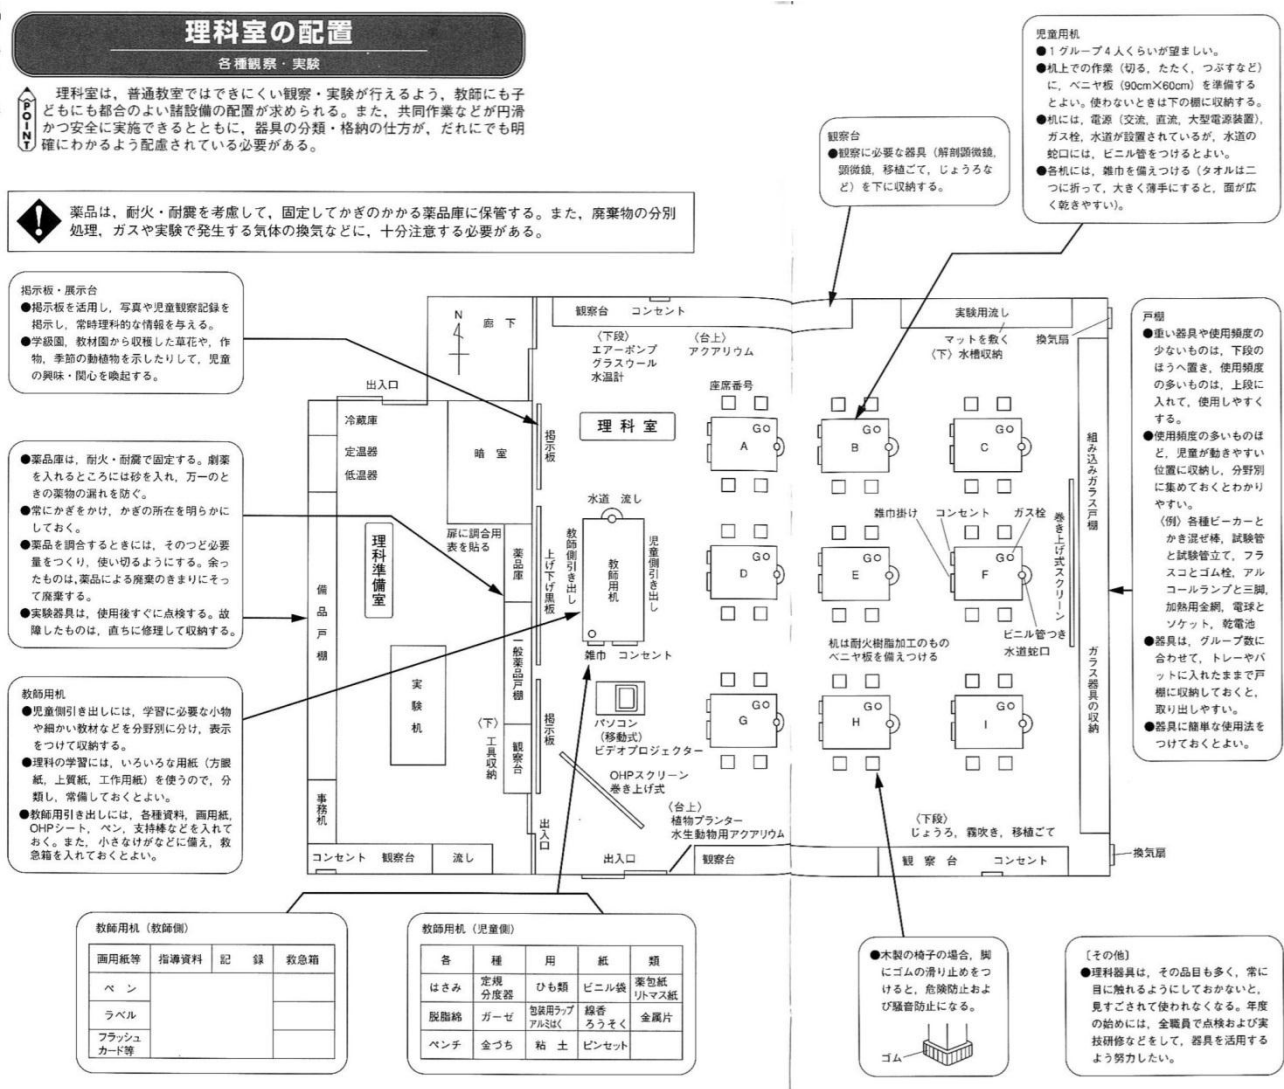 理科室の配置
各種観察・実験
POINT
理科室は，普通教室ではできにくい観察・実験が行えるよう，教師にも子
どもにも都合のよい諸設備の配置が求められる。また，共同作業などが円滑
かつ安全に実施できるとともに，器具の分類・格納の仕方が，だれにでも明
確にわかるよう配慮されている必要がある。
薬品は，耐火・耐震を考慮して，固定してかぎのかかる薬品庫に保管する。また，廃棄物の分別
処理，ガスや実験で発生する気体の換気などに，十分注意する必要がある。
児童用机
●1グループ4人くらいが望ましい。
●机上での作業（切る，たたく，つぶすなど）
に，ベニヤ板（90cm×60cm）を準備する
とよい。使わないときは下の棚に収納する。
●机には，電源（交流，直流，大型電源装置），
ガス栓，水道が設置されているが，水道の
蛇口には，ビニル管をつけるとよい。
●各机には，雑巾を備えつける（タオルは二
つに折って，大きく薄手にすると，面が広
く乾きやすい）。
観察台
●観察に必要な器具（解剖顕微鏡，
顕微鏡，移植ごて，じょうろな
ど）を下に収納する。
掲示板・展示台
●掲示板を活用し，写真や児童観察記録を
掲示し，常時理科的な情報を与える。
●学級園，教材園から収穫した草花や，作
物，季節の動植物を示したりして，児童
の興味・関心を喚起する。
●薬品庫は，耐火・耐震で固定する。劇薬
を入れるところには砂を入れ，万一のと
きの薬物の漏れを防ぐ。
●常にかぎをかけ，かぎの所在を明らかに
しておく。
●薬品を調合するときには，そのつど必要
量をつくり，使い切るようにする。余っ
たものは，薬品による廃棄のきまりにそっ
て廃棄する。
●実験器具は，使用後すぐに点検する。故
障したものは，直ちに修理して収納する。
教師用机
●児童側引き出しには，学習に必要な小物
や細かい教材などを分野別に分け，表示
をつけて収納する。
●理科の学習には，いろいろな用紙（方眼
紙，上質紙，工作用紙）を使うので，分
類し，常備しておくとよい。
●教師用引き出しには，各種資料，画用紙，
OHPシート，ペン，支持棒などを入れて
おく。また，小さなけがなどに備え，救
急箱を入れておくとよい。
N
廊下
出入口
冷蔵庫
定温器
低温器
暗室
扉に調合用
表を貼る
理科準備室
備品戸棚
実験机
薬品庫
一般薬品戸棚
〈下〉工具収納
観察台
事務机
コンセント 観察台 流し
出入口
観察台 コンセント
〈下段〉
エアーポンプ
グラスウール
水温計
〈台上〉
アクアリウム
実験用流し
マットを敷く
〈下〉水槽収納
換気扇
掲示板
理科室
座席番号
A GO
B GO
C GO
水道 流し
上げ下げ黒板
教師側引き出し
教師用机
児童側引き出し
雑巾 コンセント
雑巾掛け コンセント ガス栓
D GO
E GO
F GO
ビニル管つき
水道蛇口
巻き上げ式スクリーン
組み込みガラス戸棚
ガラス器具の収納
机は耐火樹脂加工のもの
ベニヤ板を備えつける
G GO
H GO
I GO
掲示板
パソコン
（移動式）
ビデオプロジェクター
OHPスクリーン
巻き上げ式
〈台上〉
植物プランター
水生動物用アクアリウム
出入口
観察台
〈下段〉
じょうろ，霧吹き，移植ごて
観察台 コンセント
換気扇
戸棚
●重い器具や使用頻度の
少ないものは，下段の
ほうへ置き，使用頻度
の多いものは，上段に
入れて，使用しやすく
する。
●使用頻度の多いものほ
ど，児童が動きやすい
位置に収納し，分野別
に集めておくとわかり
やすい。
（例）各種ビーカーと
かき混ぜ棒，試験管
と試験管立て，フラ
スコとゴム栓，アル
コールランプと三脚，
加熱用金網，電球と
ソケット，乾電池
●器具は，グループ数に
合わせて，トレーやバ
ットに入れたままで戸
棚に収納しておくと，
取り出しやすい。
●器具に簡単な使用法を
つけておくとよい。
教師用机（教師側）
画用紙等 指導資料 記録 救急箱
ペン
ラベル
フラッシュ
カード等
教師用机（児童側）
各 種 用 紙 類
はさみ 定規分度器 ひも類 ビニル袋 薬包紙リトマス紙
脱脂綿 ガーゼ 包装用ラップアルミはく 線香ろうそく 金属片
ペンチ 金づち 粘土 ピンセット
●木製の椅子の場合，脚
にゴムの滑り止めをつ
けると，危険防止およ
び騒音防止になる。
ゴム
〔その他〕
●理科器具は，その品目も多く，常に
目に触れるようにしておかないと，
見すごされて使われなくなる。年度
の始めには，全職員で点検および実
技研修などをして，器具を活用する
よう努力したい。